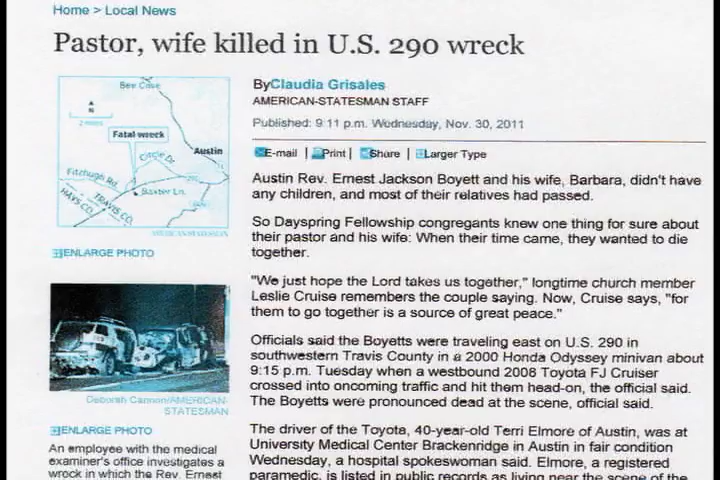 Home > Local News
Pastor, wife killed in U.S. 290 wreck
Bee Cave
N
2 miles
Fatal wreck
Austin
Circle Dr.
Fitzhugh Rd.
290
Baxter Ln.
HAYS CO.
TRAVIS CO.
AMERICAN-STATESMAN
ENLARGE PHOTO
Deborah Cannon/AMERICAN-
STATESMAN
ENLARGE PHOTO
An employee with the medical
examiner's office investigates a
wreck in which the Rev. Ernest
ByClaudia Grisales
AMERICAN-STATESMAN STAFF
Published: 9:11 p.m. Wednesday, Nov. 30, 2011
E-mail | Print | Share | Larger Type
Austin Rev. Ernest Jackson Boyett and his wife, Barbara, didn't have
any children, and most of their relatives had passed.
So Dayspring Fellowship congregants knew one thing for sure about
their pastor and his wife: When their time came, they wanted to die
together.
"We just hope the Lord takes us together," longtime church member
Leslie Cruise remembers the couple saying. Now, Cruise says, "for
them to go together is a source of great peace."
Officials said the Boyetts were traveling east on U.S. 290 in
southwestern Travis County in a 2000 Honda Odyssey minivan about
9:15 p.m. Tuesday when a westbound 2008 Toyota FJ Cruiser
crossed into oncoming traffic and hit them head-on, the official said.
The Boyetts were pronounced dead at the scene, official said.
The driver of the Toyota, 40-year-old Terri Elmore of Austin, was at
University Medical Center Brackenridge in Austin in fair condition
Wednesday, a hospital spokeswoman said. Elmore, a registered
paramedic, is listed in public records as living near the scene of the